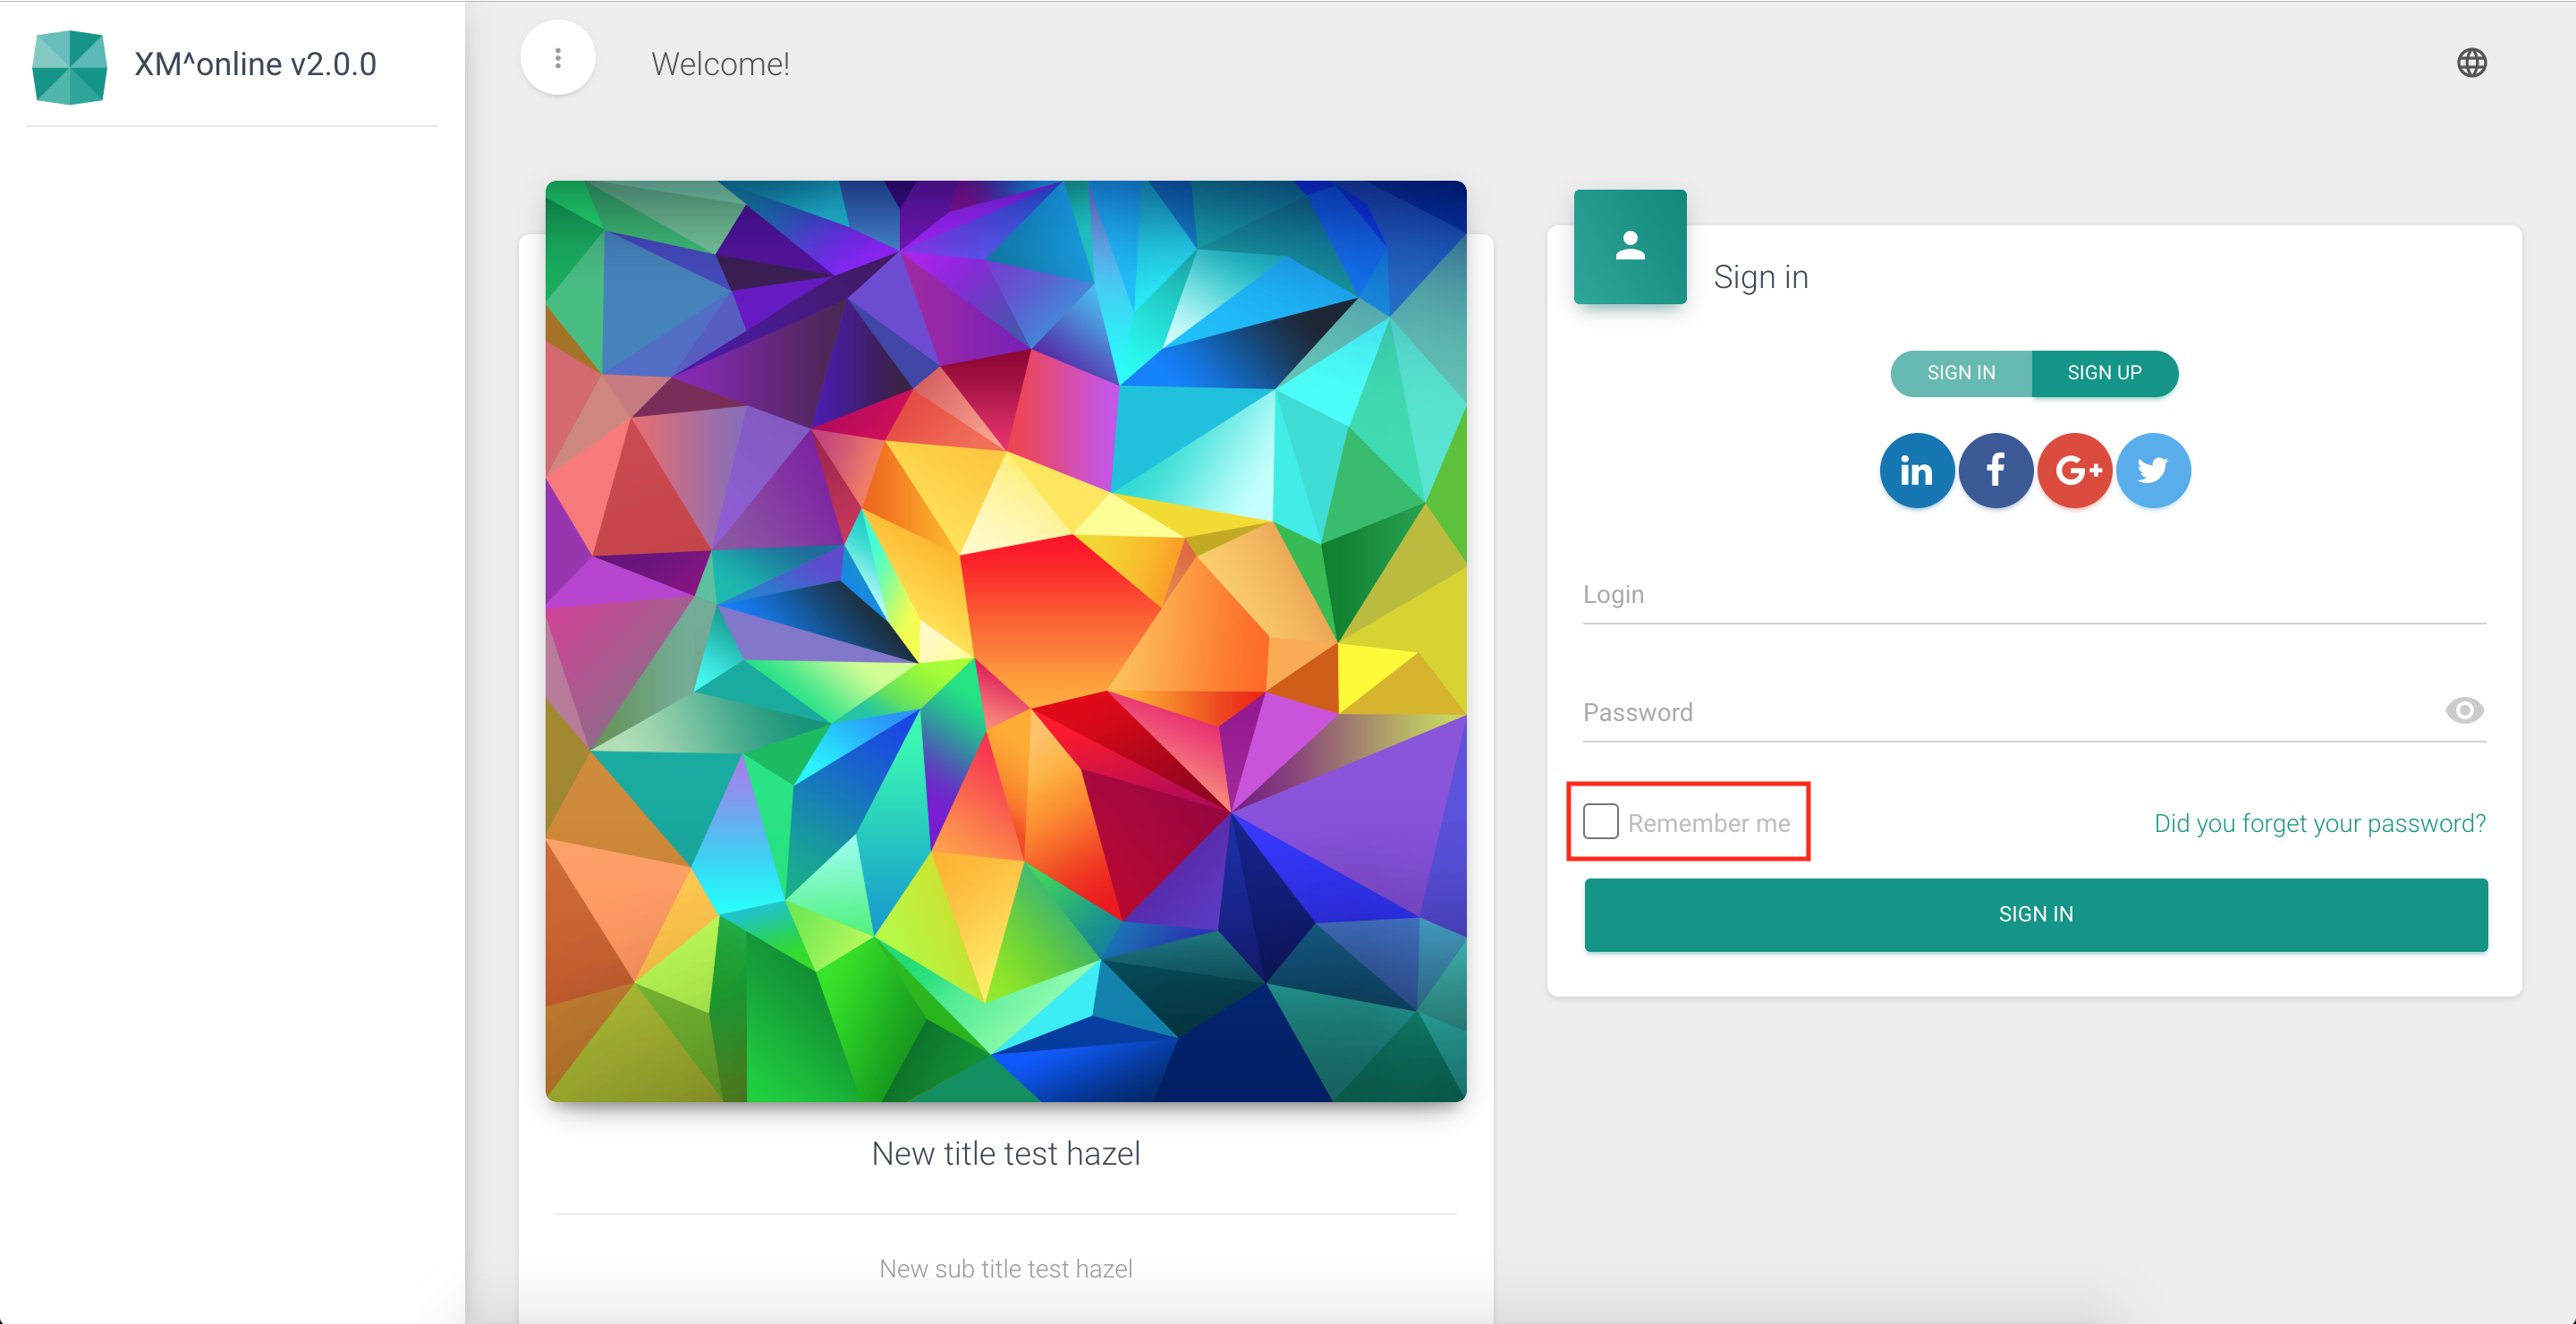 XM^online v2.0.0
Welcome!
Sign in
SIGN IN
SIGN UP
in
f
G+
Login
Password
Remember me
Did you forget your password?
SIGN IN
New title test hazel
New sub title test hazel